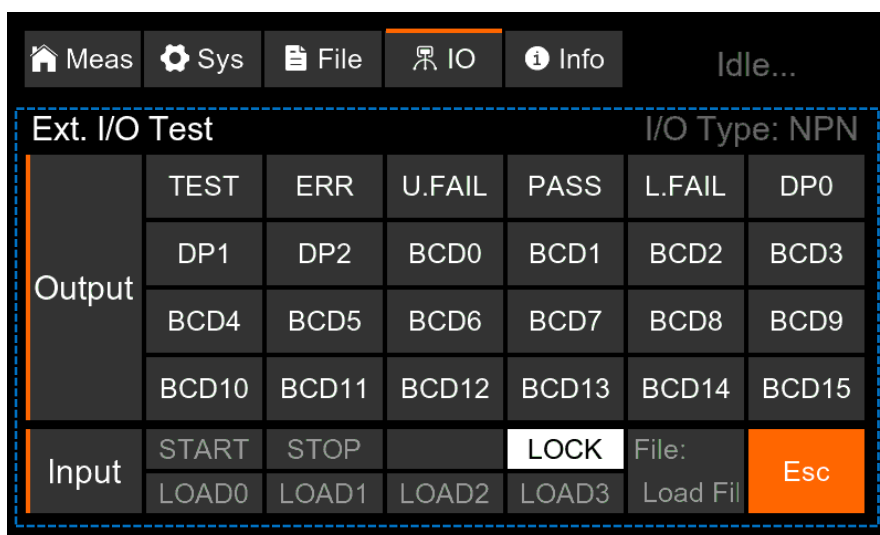 Meas Sys File IO Info Idle...
Ext. I/O Test I/O Type: NPN
Output
TEST ERR U.FAIL PASS L.FAIL DP0
DP1 DP2 BCD0 BCD1 BCD2 BCD3
BCD4 BCD5 BCD6 BCD7 BCD8 BCD9
BCD10 BCD11 BCD12 BCD13 BCD14 BCD15
Input
START STOP LOCK File:
LOAD0 LOAD1 LOAD2 LOAD3 Load Fil
Esc